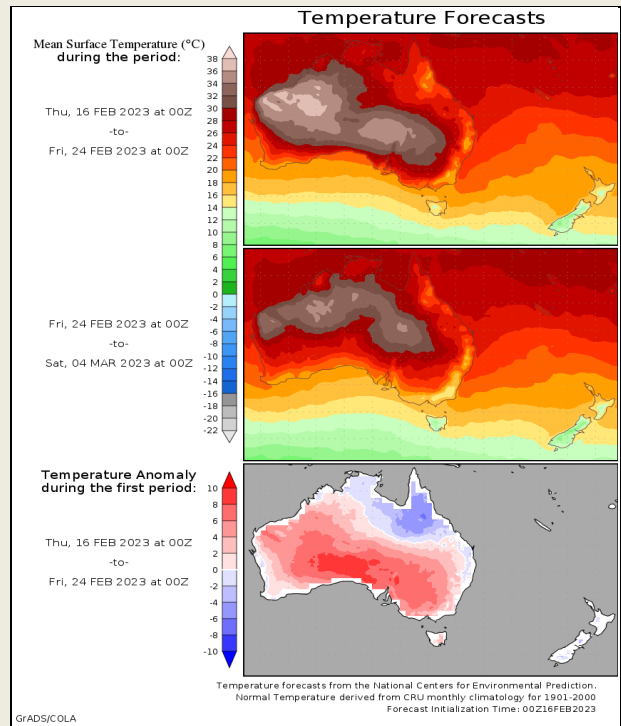 Temperature Forecasts
Mean Surface Temperature (°C)
during the period:
Thu, 16 FEB 2023 at 00Z
-to-
Fri, 24 FEB 2023 at 00Z
38
36
34
32
30
28
26
24
22
20
18
16
14
12
10
8
6
4
2
0
-2
-4
-6
-8
-10
-12
-14
-16
-18
-20
-22
Fri, 24 FEB 2023 at 00Z
-to-
Sat, 04 MAR 2023 at 00Z
Temperature Anomaly
during the first period:
Thu, 16 FEB 2023 at 00Z
-to-
Fri, 24 FEB 2023 at 00Z
10
8
6
4
2
0
-2
-4
-6
-8
-10
Temperature forecasts from the National Centers for Environmental Prediction.
Normal Temperature derived from CRU monthly climatology for 1901-2000
Forecast Initialization Time: 00Z16FEB2023
GrADS/COLA